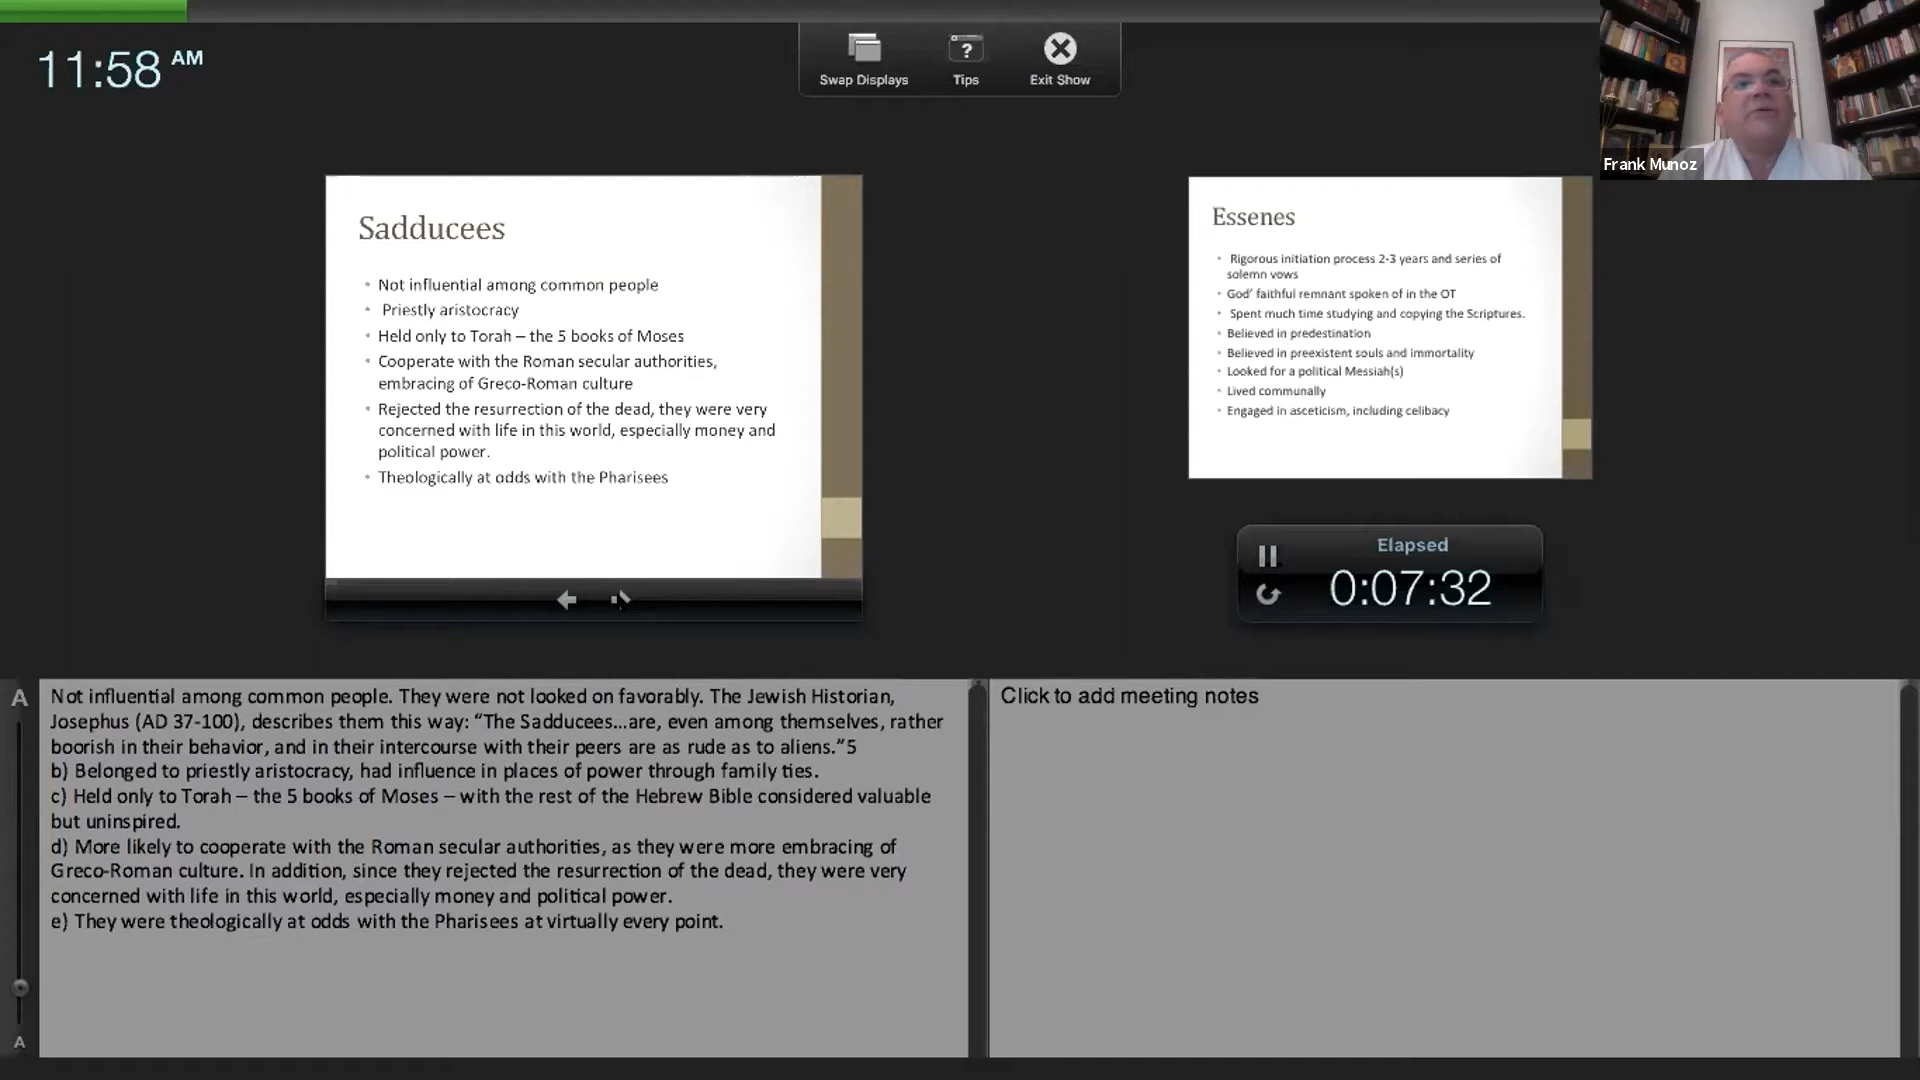 11:58 AM
Swap Displays
?
Tips
Exit Show
Frank Munoz
Sadducees
• Not influential among common people
• Priestly aristocracy
• Held only to Torah – the 5 books of Moses
• Cooperate with the Roman secular authorities,
embracing of Greco-Roman culture
• Rejected the resurrection of the dead, they were very
concerned with life in this world, especially money and
political power.
• Theologically at odds with the Pharisees
Essenes
• Rigorous initiation process 2-3 years and series of
solemn vows
• God’ faithful remnant spoken of in the OT
• Spent much time studying and copying the Scriptures.
• Believed in predestination
• Believed in preexistent souls and immortality
• Looked for a political Messiah(s)
• Lived communally
• Engaged in asceticism, including celibacy
Elapsed
0:07:32
A
Not influential among common people. They were not looked on favorably. The Jewish Historian,
Josephus (AD 37-100), describes them this way: “The Sadducees…are, even among themselves, rather
boorish in their behavior, and in their intercourse with their peers are as rude as to aliens.”5
b) Belonged to priestly aristocracy, had influence in places of power through family ties.
c) Held only to Torah – the 5 books of Moses – with the rest of the Hebrew Bible considered valuable
but uninspired.
d) More likely to cooperate with the Roman secular authorities, as they were more embracing of
Greco-Roman culture. In addition, since they rejected the resurrection of the dead, they were very
concerned with life in this world, especially money and political power.
e) They were theologically at odds with the Pharisees at virtually every point.
A
Click to add meeting notes